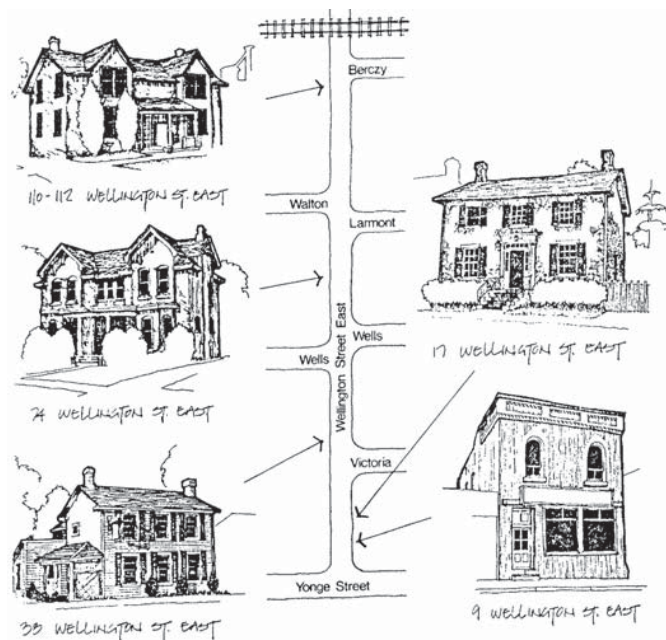 Berczy
110-112 WELLINGTON ST. EAST
Walton
Larmont
Wellington Street East
Wells
Wells
17 WELLINGTON ST. EAST
74 WELLINGTON ST. EAST
Victoria
Yonge Street
38 WELLINGTON ST. EAST
9 WELLINGTON ST. EAST